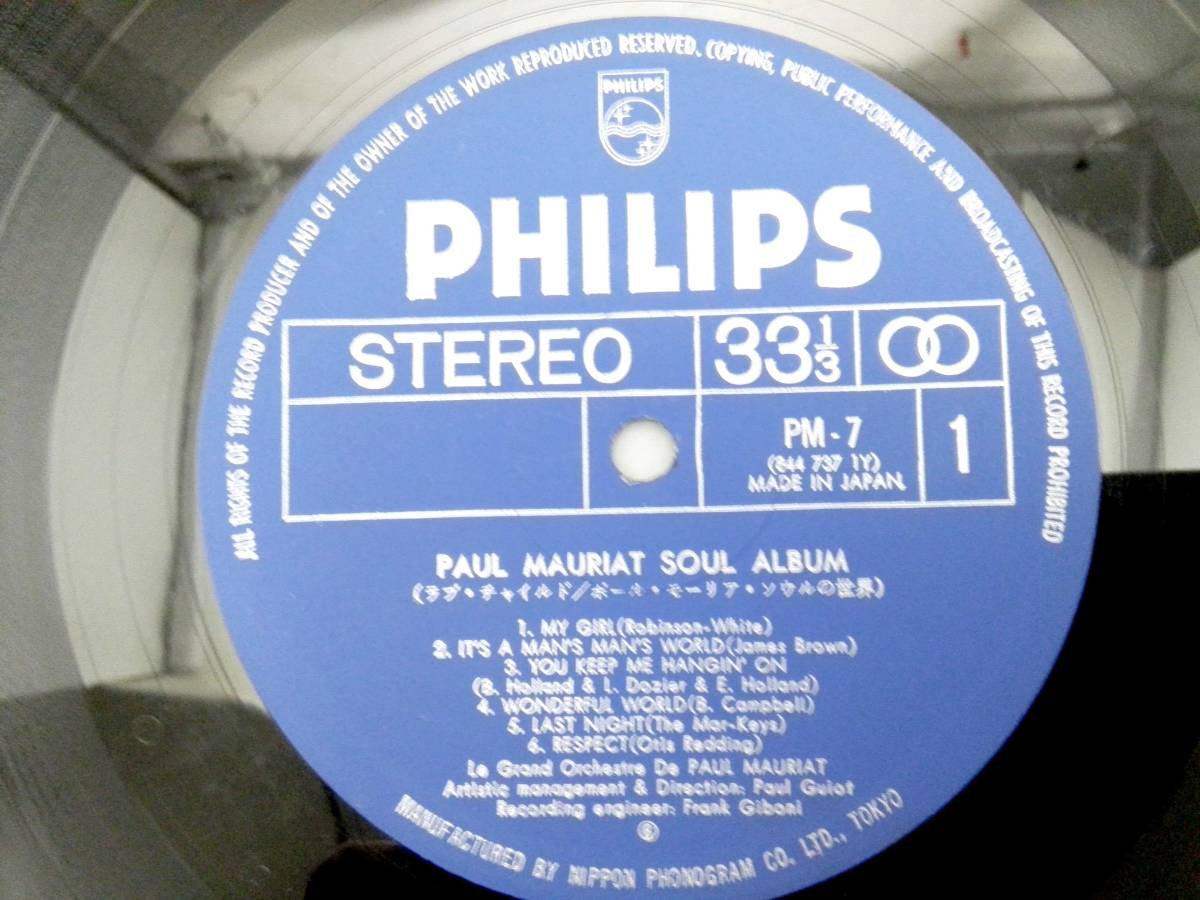 ALL RIGHTS OF THE RECORD PRODUCER AND OF THE OWNER OF THE WORK REPRODUCED RESERVED. COPYING, PUBLIC PERFORMANCE AND BROADCASTING OF THIS RECORD PROHIBITED
PHILIPS
PHILIPS
STEREO 33 1/3
PM-7 1
(844 737 1Y)
MADE IN JAPAN.
PAUL MAURIAT SOUL ALBUM
(ラブ・チャイルド/ポール・モーリア・ソウルの世界)
1. MY GIRL(Robinson-White)
2. IT'S A MAN'S MAN'S WORLD(James Brown)
3. YOU KEEP ME HANGIN' ON
(B. Holland & L. Dozier & E. Holland)
4. WONDERFUL WORLD(B. Campbell)
5. LAST NIGHT(The Mar-Keys)
6. RESPECT(Otis Redding)
Le Grand Orchestre De PAUL MAURIAT
Artistic management & Direction: Paul Guiot
Recording engineer: Frank Giboni
MANUFACTURED BY NIPPON PHONOGRAM CO. LTD., TOKYO